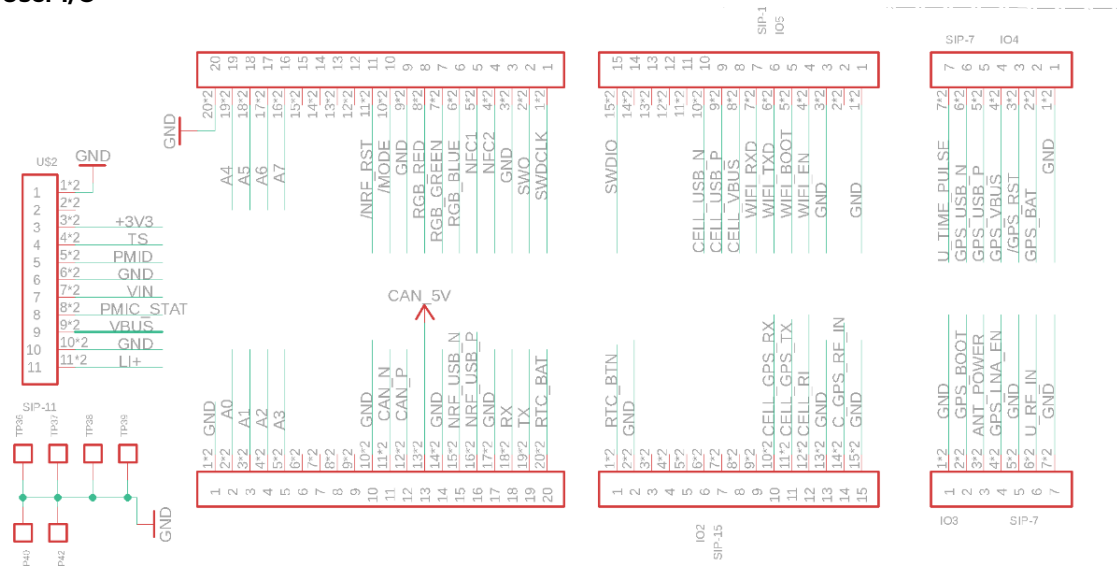 SIP-1
IO5
SIP-7
IO4
20
19
18
17
16
15
14
13
12
11
10
9
8
7
6
5
4
3
2
1
15
14
13
12
11
10
9
8
7
6
5
4
3
2
1
7
6
5
4
3
2
1
20*2
19*2
18*2
17*2
16*2
15*2
14*2
13*2
12*2
11*2
10*2
9*2
8*2
7*2
6*2
5*2
4*2
3*2
2*2
1*2
15*2
14*2
13*2
12*2
11*2
10*2
9*2
8*2
7*2
6*2
5*2
4*2
3*2
2*2
1*2
7*2
6*2
5*2
4*2
3*2
2*2
1*2
GND
A4
A5
A6
A7
/NRF_RST
/MODE
GND
RGB_RED
RGB_GREEN
RGB_BLUE
NFC1
NFC2
GND
SWO
SWDCLK
SWDIO
CELL_USB_N
CELL_USB_P
CELL_VBUS
WIFI_RXD
WIFI_TXD
WIFI_BOOT
WIFI_EN
GND
GND
U_TIME_PULSE
GPS_USB_N
GPS_USB_P
GPS_VBUS
/GPS_RST
GPS_BAT
GND
US2
GND
1 1*2
2 2*2
3 3*2 +3V3
4 4*2 TS
5 5*2 PMID
6 6*2 GND
7 7*2 VIN
8 8*2 PMIC_STAT
9 9*2 VBUS
10 10*2 GND
11 11*2 LI+
SIP-11
TP36
TP37
TP38
TP39
GND
P40
P42
CAN_5V
GND
A0
A1
A2
A3
GND
CAN_N
CAN_P
GND
NRF_USB_N
NRF_USB_P
GND
RX
TX
RTC_BAT
RTC_BTN
GND
CELL_GPS_RX
CELL_GPS_TX
CELL_RI
GND
C_GPS_RF_IN
GND
GND
GPS_BOOT
ANT_POWER
GPS_LNA_EN
GND
U_RF_IN
GND
1*2
2*2
3*2
4*2
5*2
6*2
7*2
8*2
9*2
10*2
11*2
12*2
13*2
14*2
15*2
16*2
17*2
18*2
19*2
20*2
1*2
2*2
3*2
4*2
5*2
6*2
7*2
8*2
9*2
10*2
11*2
12*2
13*2
14*2
15*2
1*2
2*2
3*2
4*2
5*2
6*2
7*2
1
2
3
4
5
6
7
8
9
10
11
12
13
14
15
16
17
18
19
20
1
2
3
4
5
6
7
8
9
10
11
12
13
14
15
1
2
3
4
5
6
7
IO2
SIP-15
IO3
SIP-7